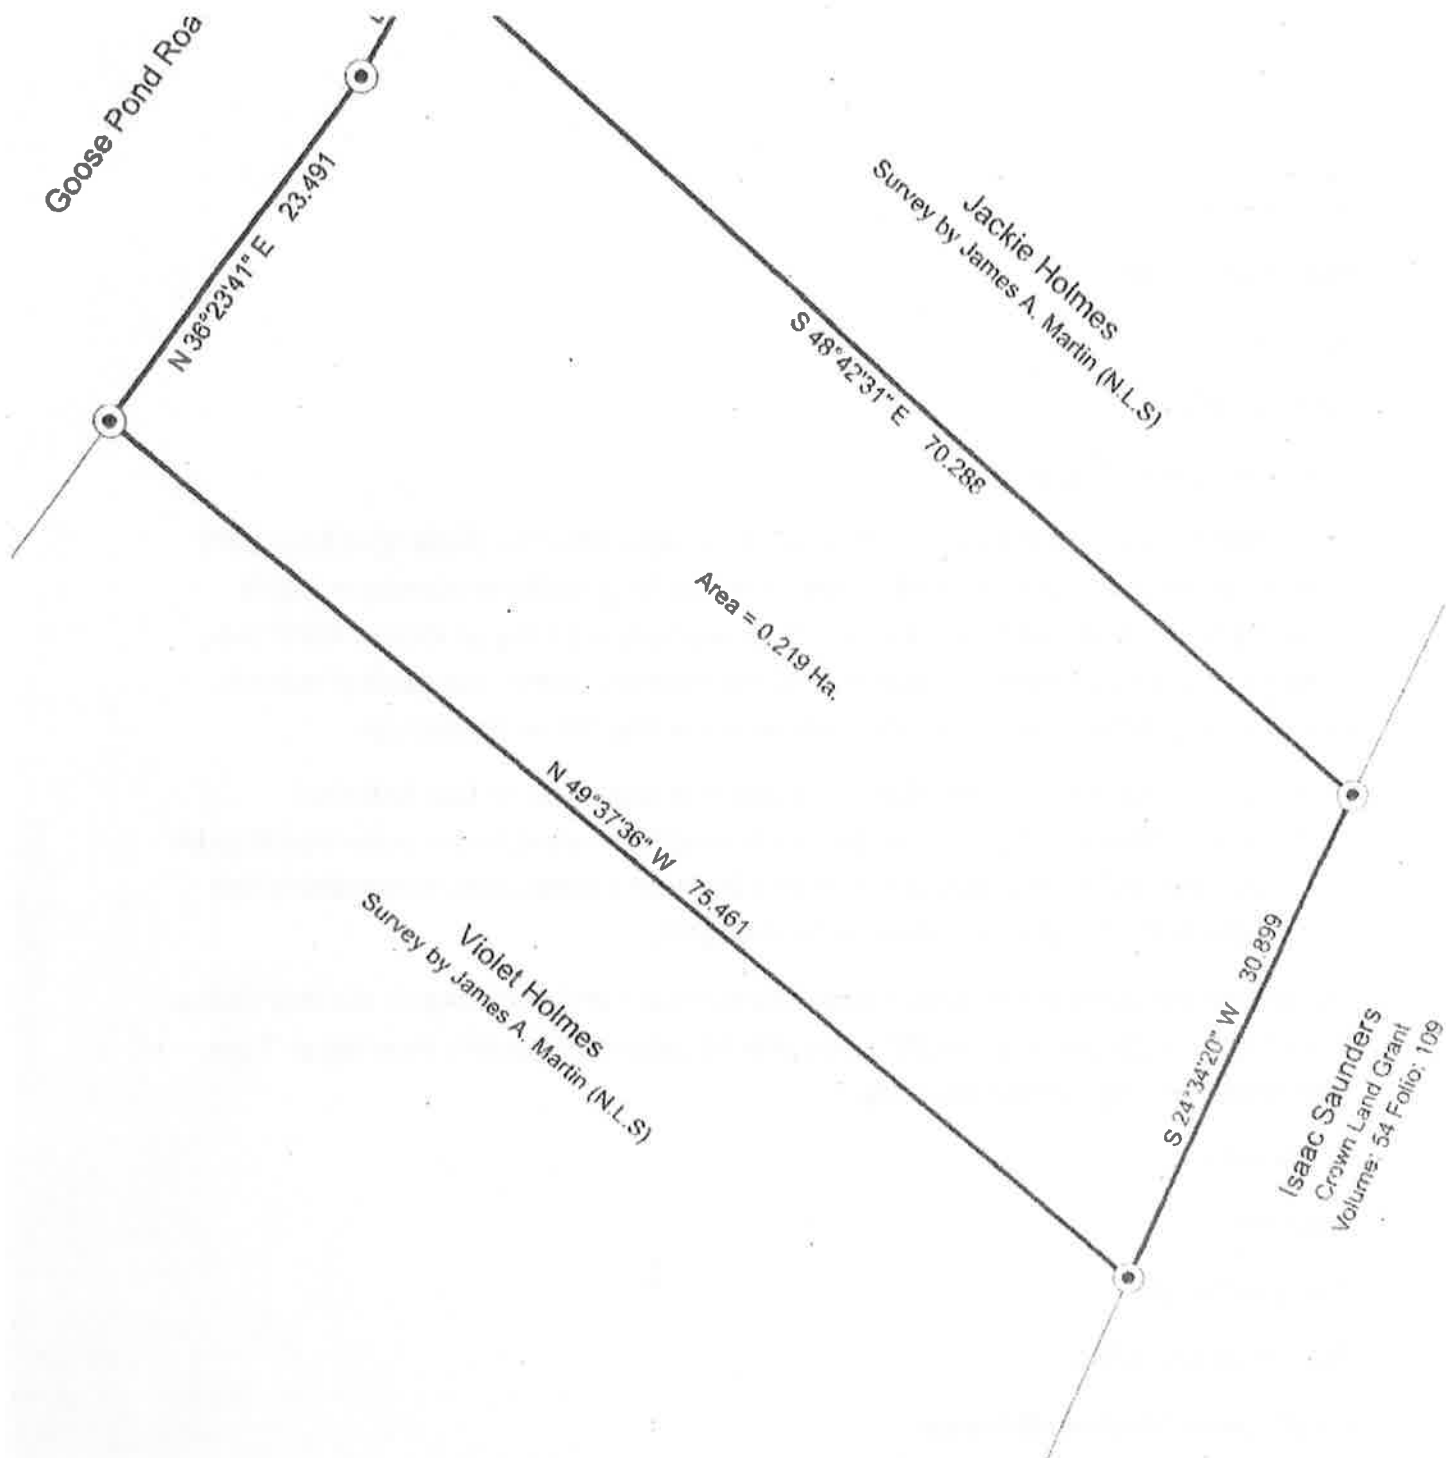 Goose Pond Roa
N 36°23'41" E 23.491
Jackie Holmes
Survey by James A. Martin (N.L.S)
S 48°42'31" E 70.288
Area = 0.219 Ha.
N 49°37'36" W 75.461
Violet Holmes
Survey by James A. Martin (N.L.S)
S 24°34'20" W 30.899
Isaac Saunders
Crown Land Grant
Volume: 54 Folio: 109